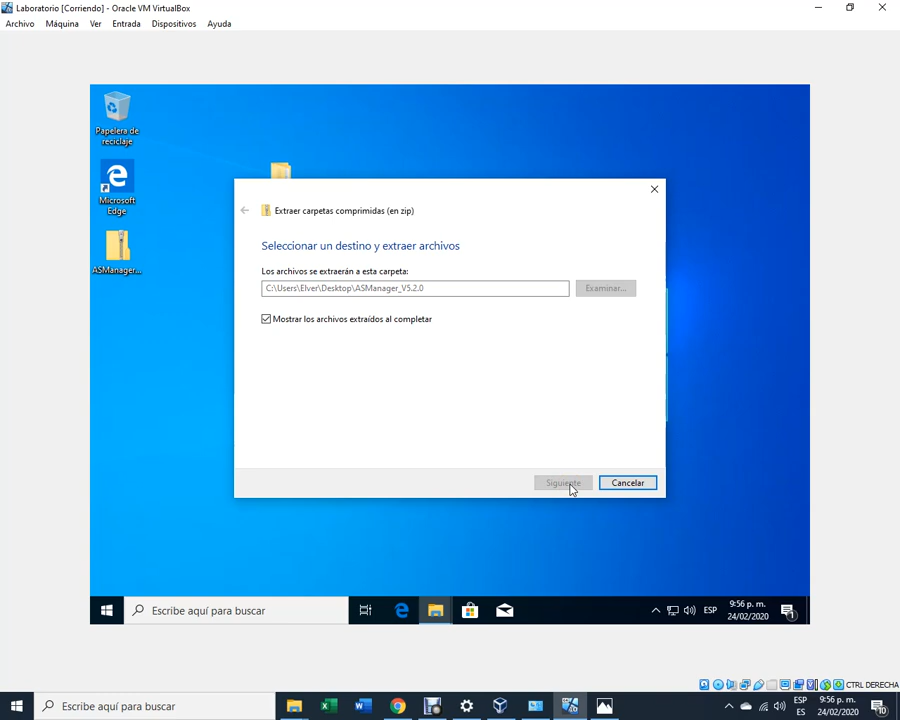 Laboratorio [Corriendo] - Oracle VM VirtualBox
Archivo Máquina Ver Entrada Dispositivos Ayuda
Papelera de
reciclaje
Microsoft
Edge
ASManager...
Extraer carpetas comprimidas (en zip)
Seleccionar un destino y extraer archivos
Los archivos se extraerán a esta carpeta:
C:\Users\Elver\Desktop\ASManager_V5.2.0
Examinar...
Mostrar los archivos extraídos al completar
Siguiente
Cancelar
Escribe aquí para buscar
ESP
9:56 p. m.
24/02/2020
1
CTRL DERECHA
Escribe aquí para buscar
ESP
ES
9:56 p. m.
24/02/2020
10